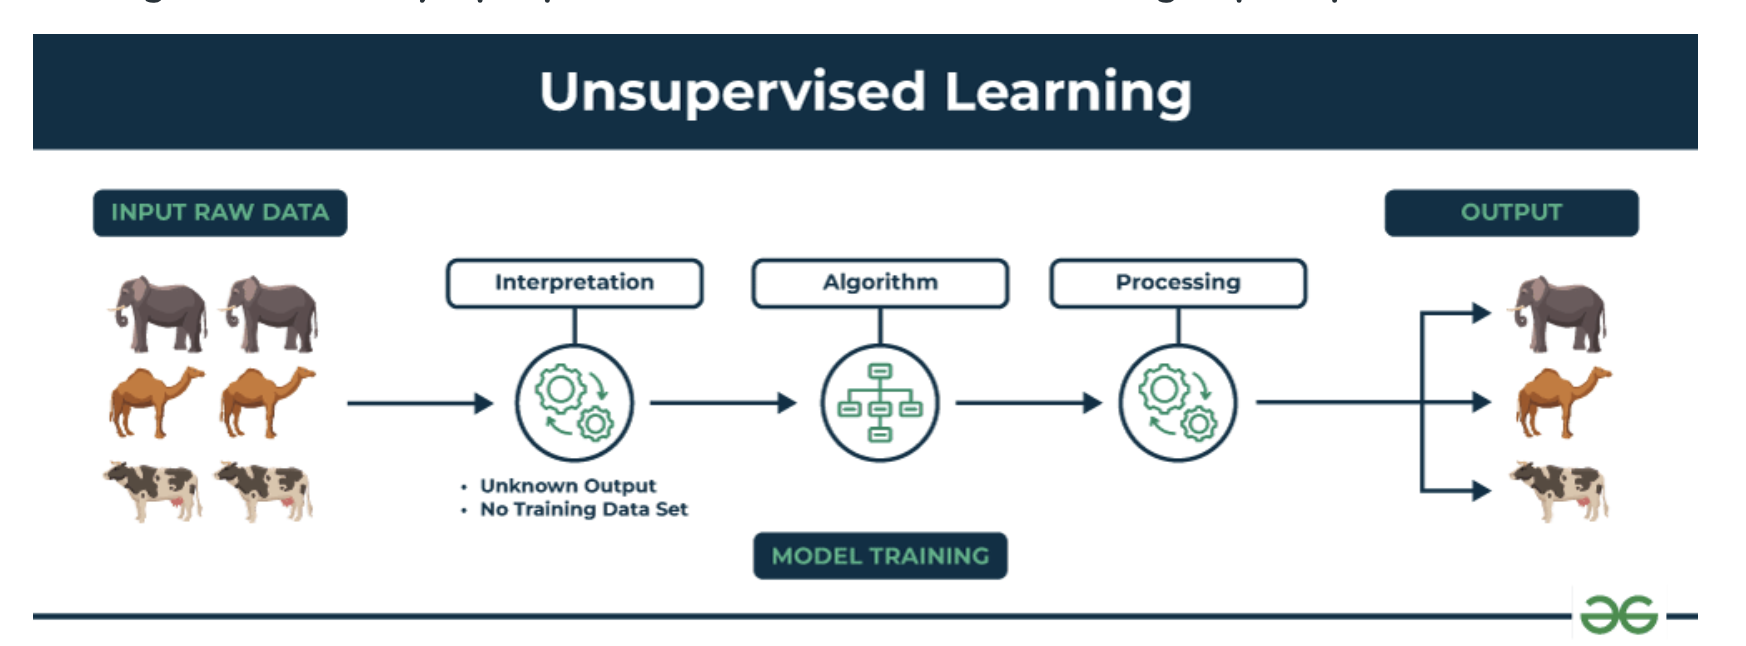 Unsupervised Learning
INPUT RAW DATA
OUTPUT
Interpretation
Algorithm
Processing
• Unknown Output
• No Training Data Set
MODEL TRAINING